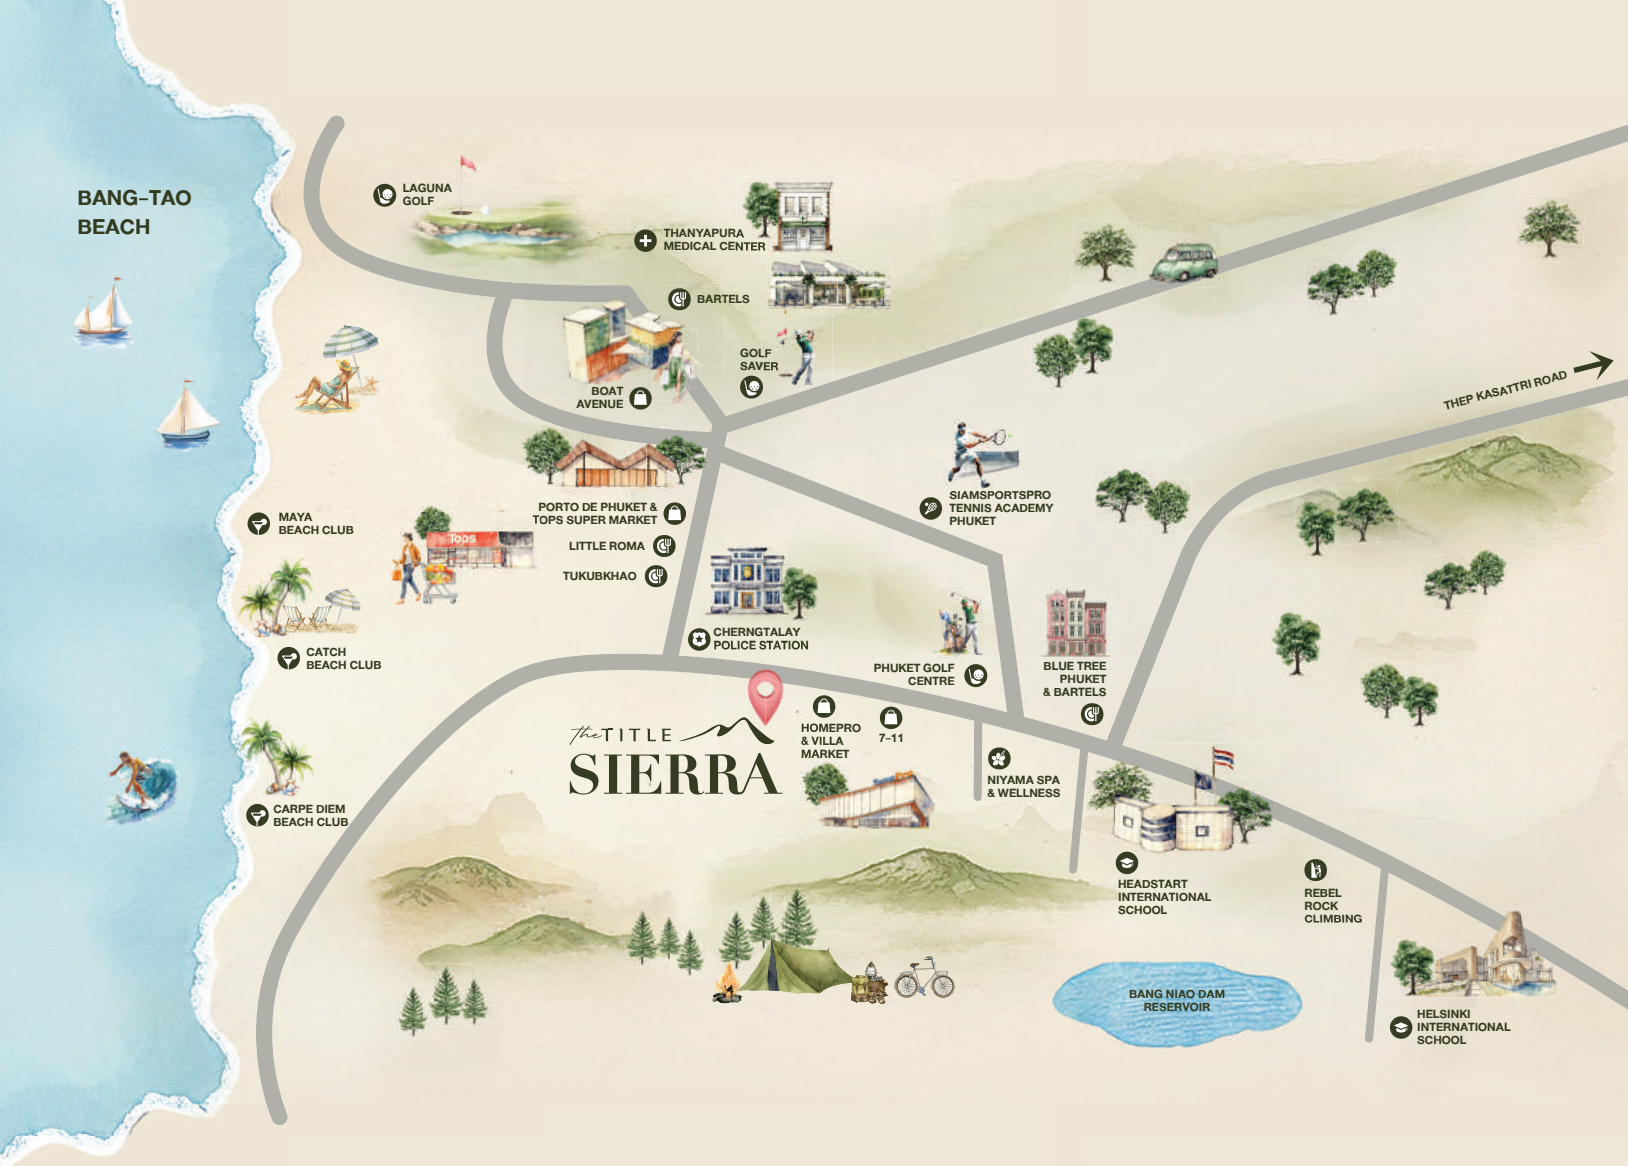 BANG-TAO
BEACH
LAGUNA
GOLF
THANYAPURA
MEDICAL CENTER
BARTELS
GOLF
SAVER
BOAT
AVENUE
THEP KASATTRI ROAD
PORTO DE PHUKET &
TOPS SUPER MARKET
LITTLE ROMA
TUKUBKHAO
Tops
SIAMSPORTSPRO
TENNIS ACADEMY
PHUKET
MAYA
BEACH CLUB
CATCH
BEACH CLUB
CHERNGTALAY
POLICE STATION
PHUKET GOLF
CENTRE
BLUE TREE
PHUKET
& BARTELS
the TITLE
SIERRA
HOMEPRO
& VILLA
MARKET
7-11
NIYAMA SPA
& WELLNESS
CARPE DIEM
BEACH CLUB
HEADSTART
INTERNATIONAL
SCHOOL
REBEL
ROCK
CLIMBING
BANG NIAO DAM
RESERVOIR
HELSINKI
INTERNATIONAL
SCHOOL